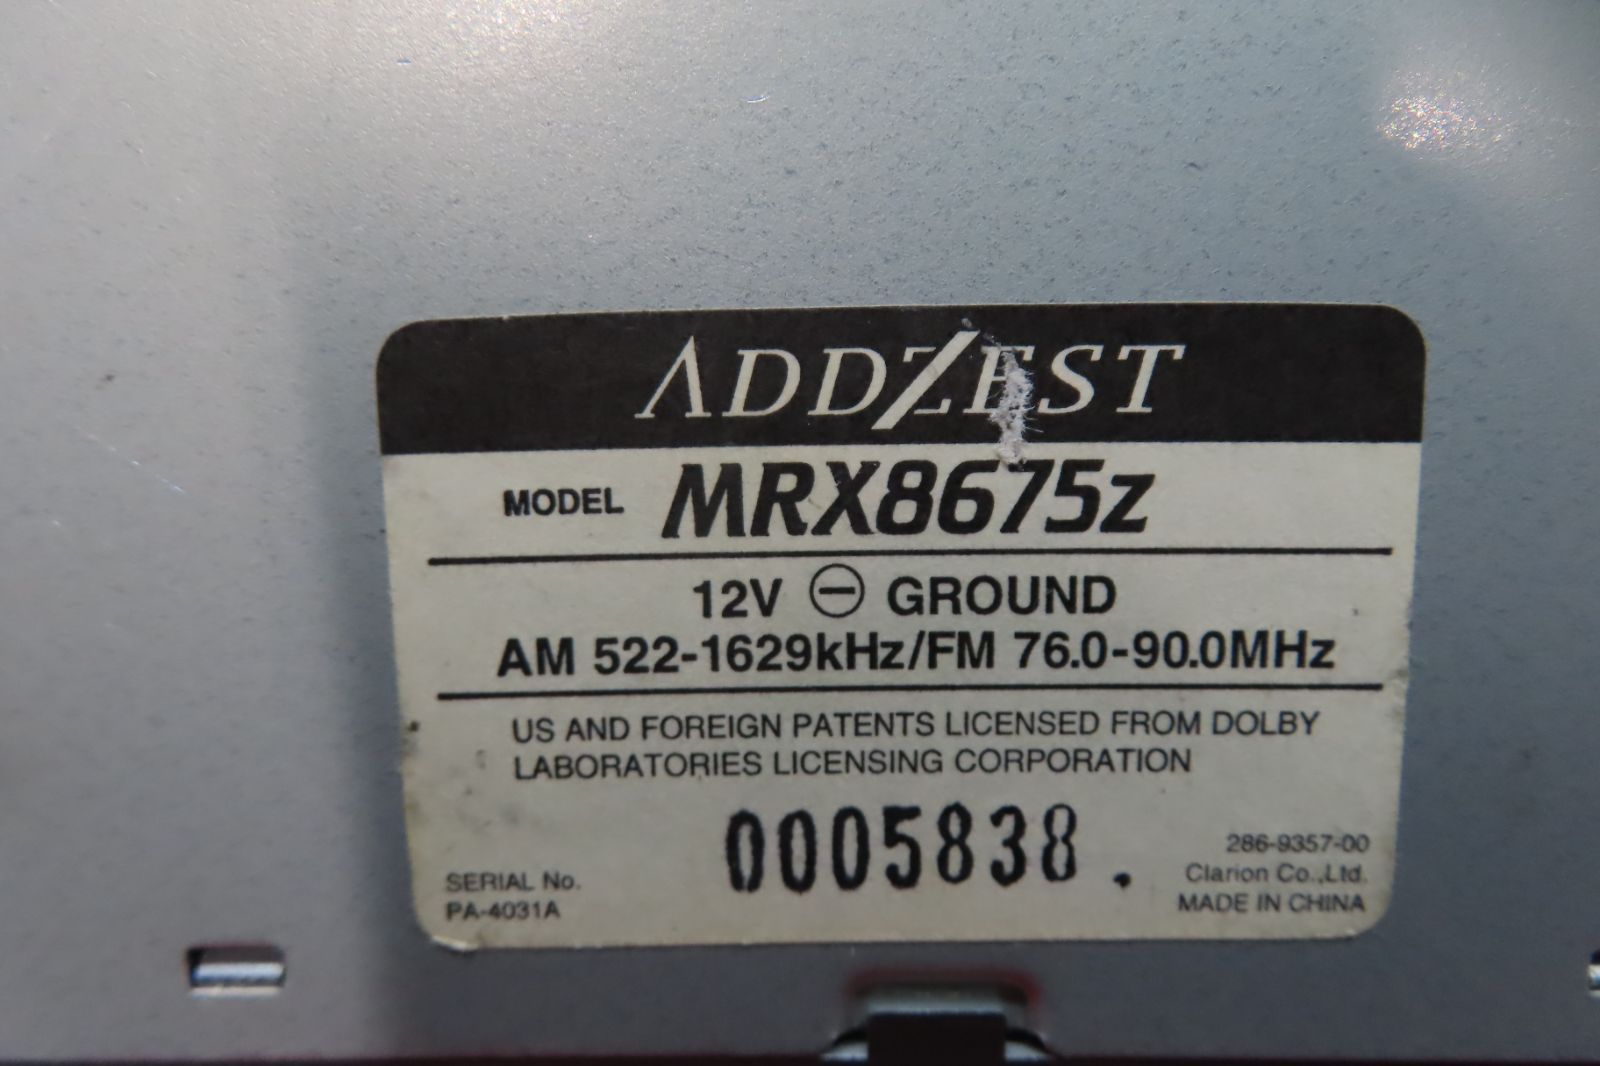 ADDZEST
MODEL MRX8675z
12V ⊖ GROUND
AM 522-1629kHz/FM 76.0-90.0MHz
US AND FOREIGN PATENTS LICENSED FROM DOLBY
LABORATORIES LICENSING CORPORATION
0005838.
SERIAL No.
PA-4031A
286-9357-00
Clarion Co.,Ltd.
MADE IN CHINA